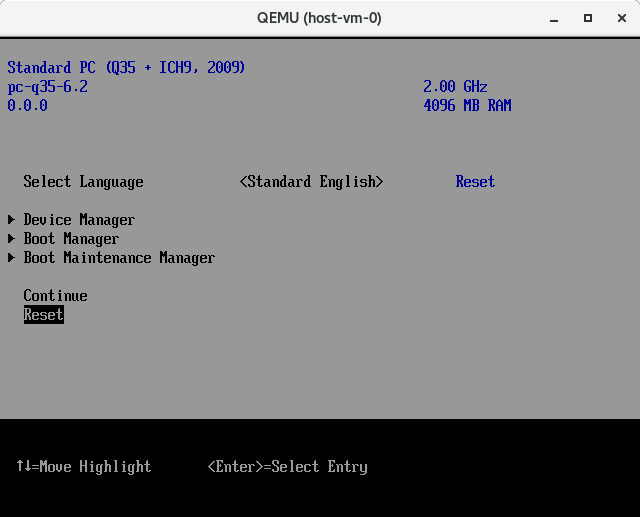 QEMU (host-vm-0)
Standard PC (Q35 + ICH9, 2009)
pc-q35-6.2 2.00 GHz
0.0.0 4096 MB RAM
Select Language <Standard English> Reset
Device Manager
Boot Manager
Boot Maintenance Manager
Continue
Reset
↑↓=Move Highlight <Enter>=Select Entry